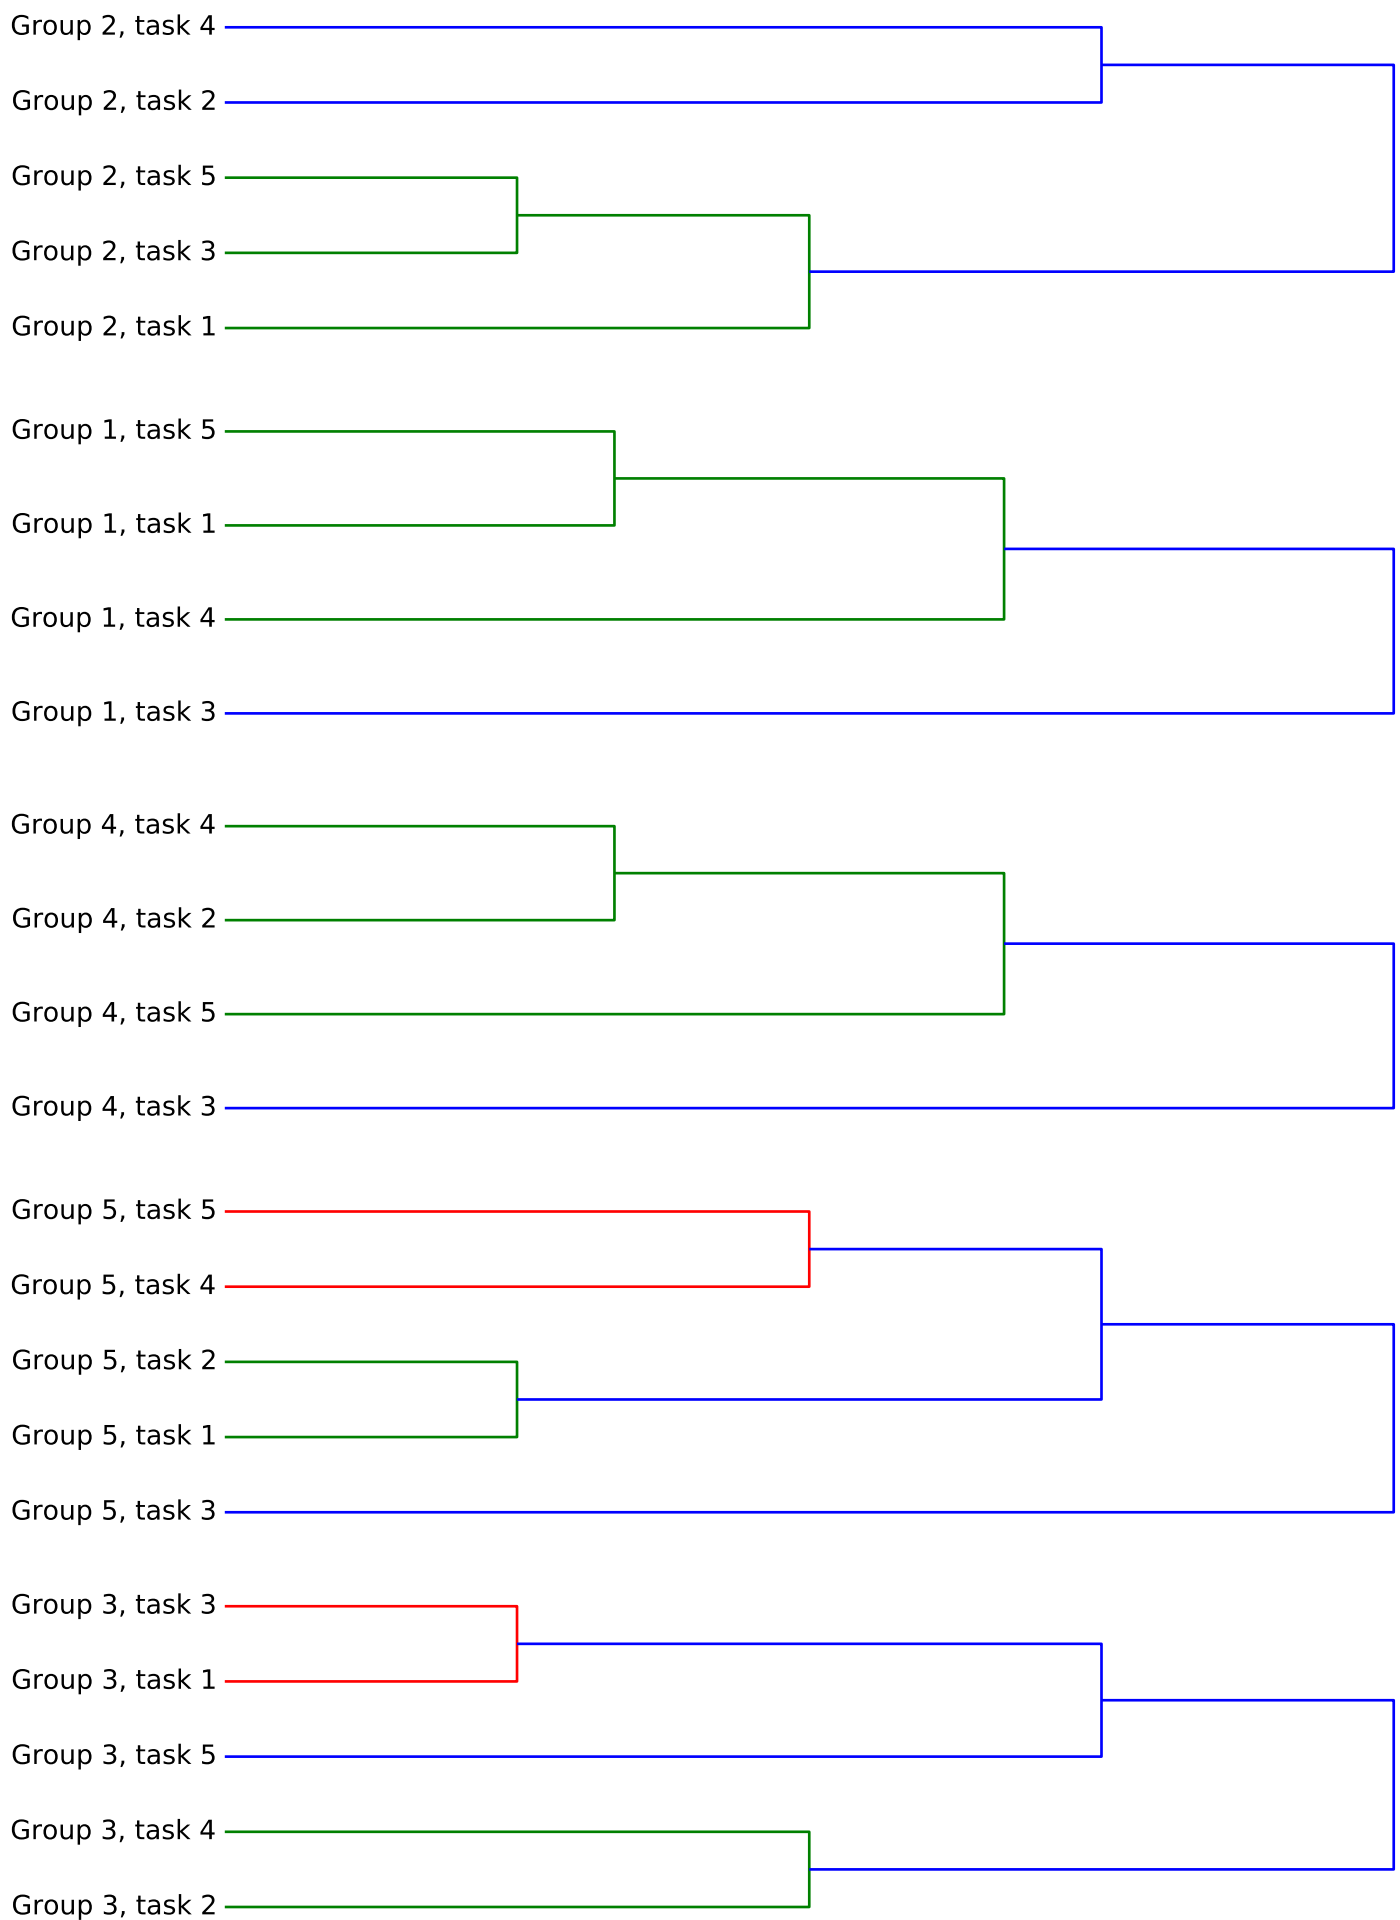 Group 2, task 4
Group 2, task 2
Group 2, task 5
Group 2, task 3
Group 2, task 1
Group 1, task 5
Group 1, task 1
Group 1, task 4
Group 1, task 3
Group 4, task 4
Group 4, task 2
Group 4, task 5
Group 4, task 3
Group 5, task 5
Group 5, task 4
Group 5, task 2
Group 5, task 1
Group 5, task 3
Group 3, task 3
Group 3, task 1
Group 3, task 5
Group 3, task 4
Group 3, task 2